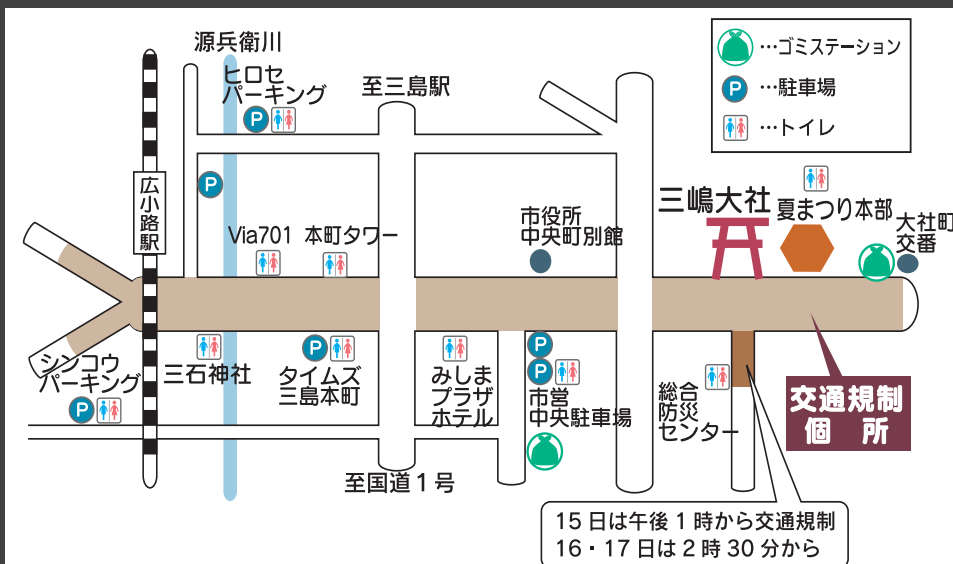 源兵衛川
ヒロセ
パーキング
P
至三島駅
…ゴミステーション
P …駐車場
…トイレ
広小路駅
P
Via701 本町タワー
市役所
中央町別館
三嶋大社
夏まつり本部
大社町
交番
シンコウ
パーキング
P
三石神社
P
タイムズ
三島本町
みしま
プラザ
ホテル
P
P
市営
中央駐車場
総合
防災
センター
交通規制
個所
至国道1号
15日は午後1時から交通規制
16・17日は2時30分から